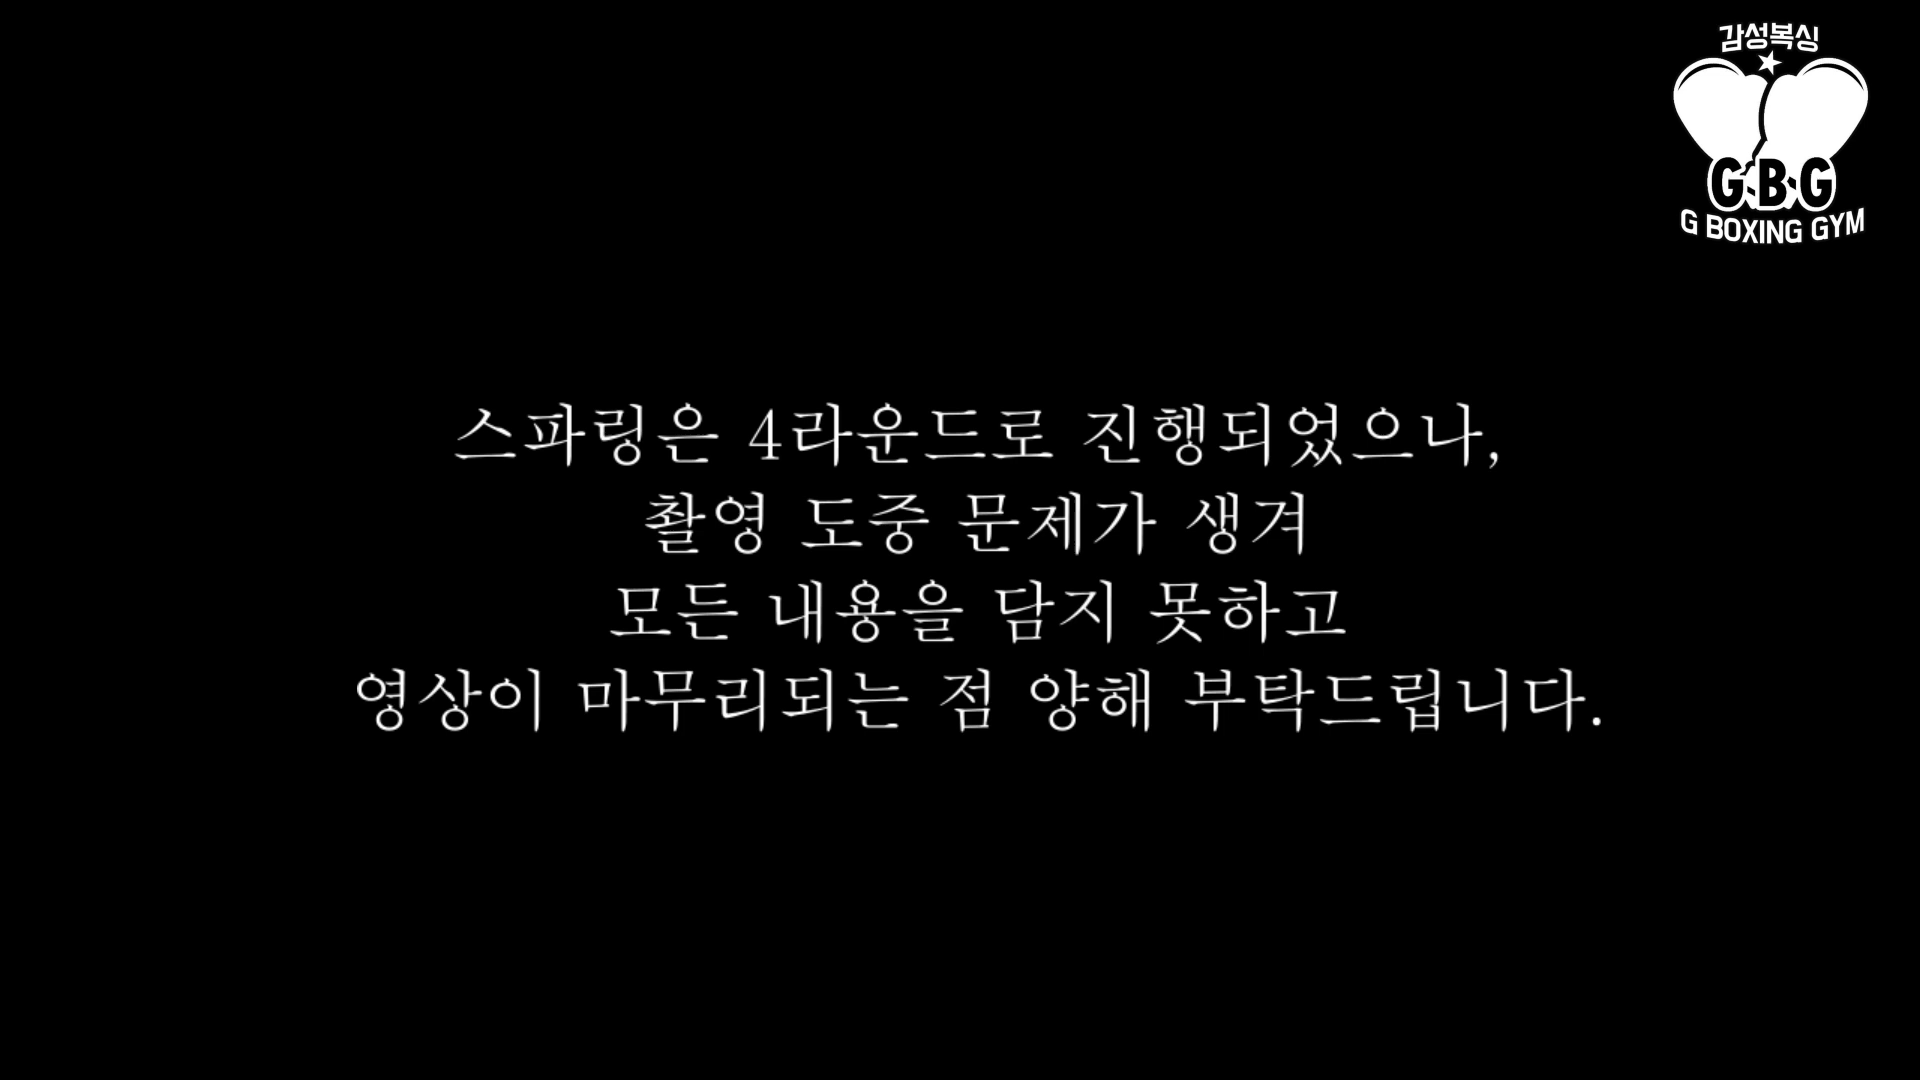 감성복싱
G·B·G
G BOXING GYM
스파링은 4라운드로 진행되었으나,
촬영 도중 문제가 생겨
모든 내용을 담지 못하고
영상이 마무리되는 점 양해 부탁드립니다.